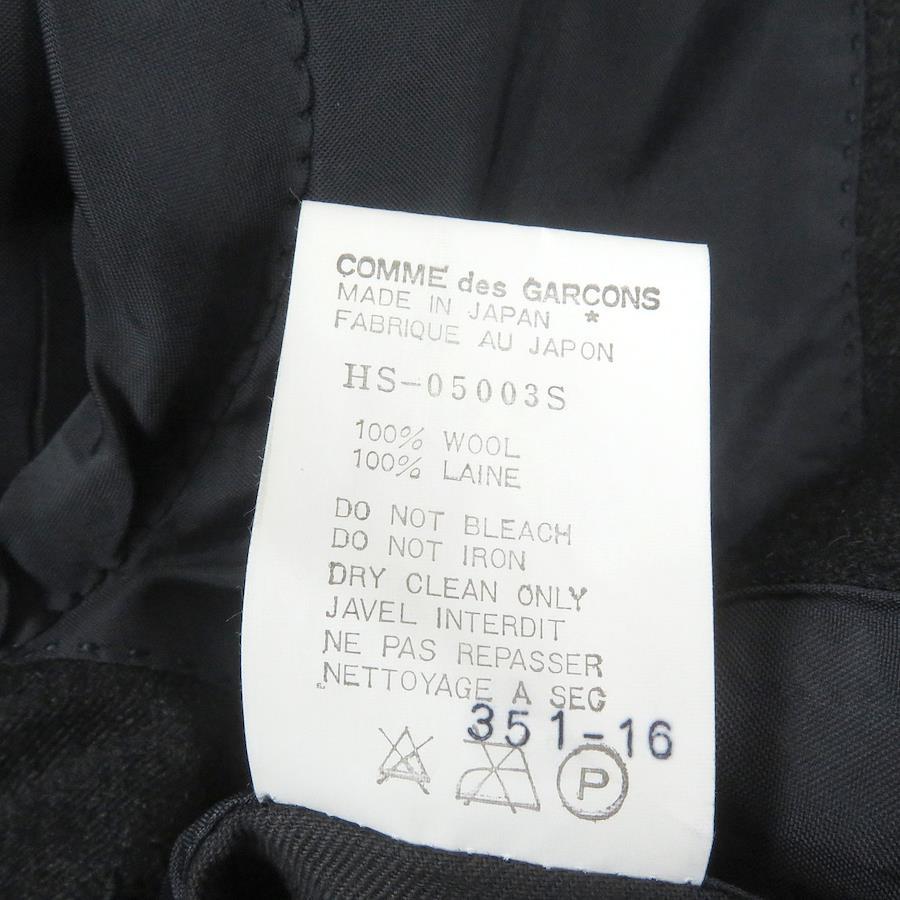 COMME des GARCONS
MADE IN JAPAN *
FABRIQUE AU JAPON
HS-05003S
100% WOOL
100% LAINE
DO NOT BLEACH
DO NOT IRON
DRY CLEAN ONLY
JAVEL INTERDIT
NE PAS REPASSER
NETTOYAGE A SEC
351-16
P